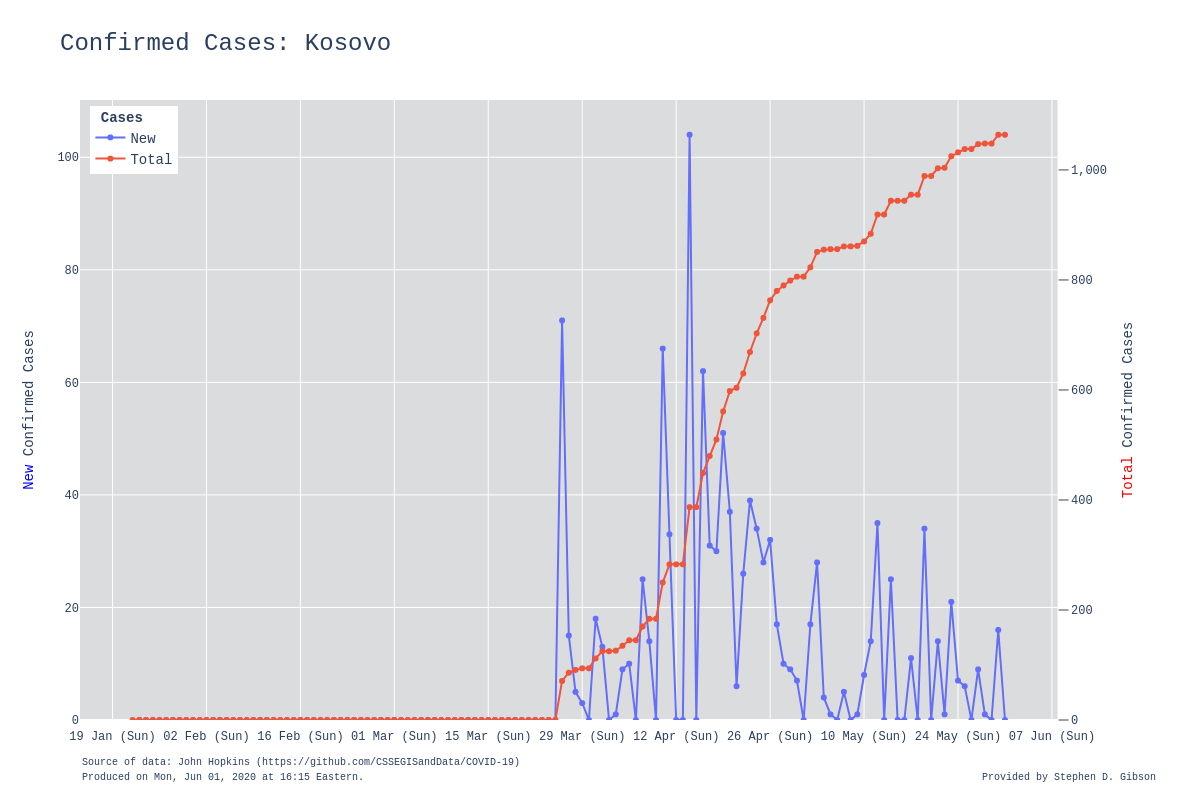 Confirmed Cases: Kosovo
Cases
New
Total
100
80
60
40
20
0
1,000
800
600
400
200
0
New Confirmed Cases
Total Confirmed Cases
19 Jan (Sun) 02 Feb (Sun) 16 Feb (Sun) 01 Mar (Sun) 15 Mar (Sun) 29 Mar (Sun) 12 Apr (Sun) 26 Apr (Sun) 10 May (Sun) 24 May (Sun) 07 Jun (Sun)
Source of data: John Hopkins (https://github.com/CSSEGISandData/COVID-19)
Produced on Mon, Jun 01, 2020 at 16:15 Eastern.
Provided by Stephen D. Gibson